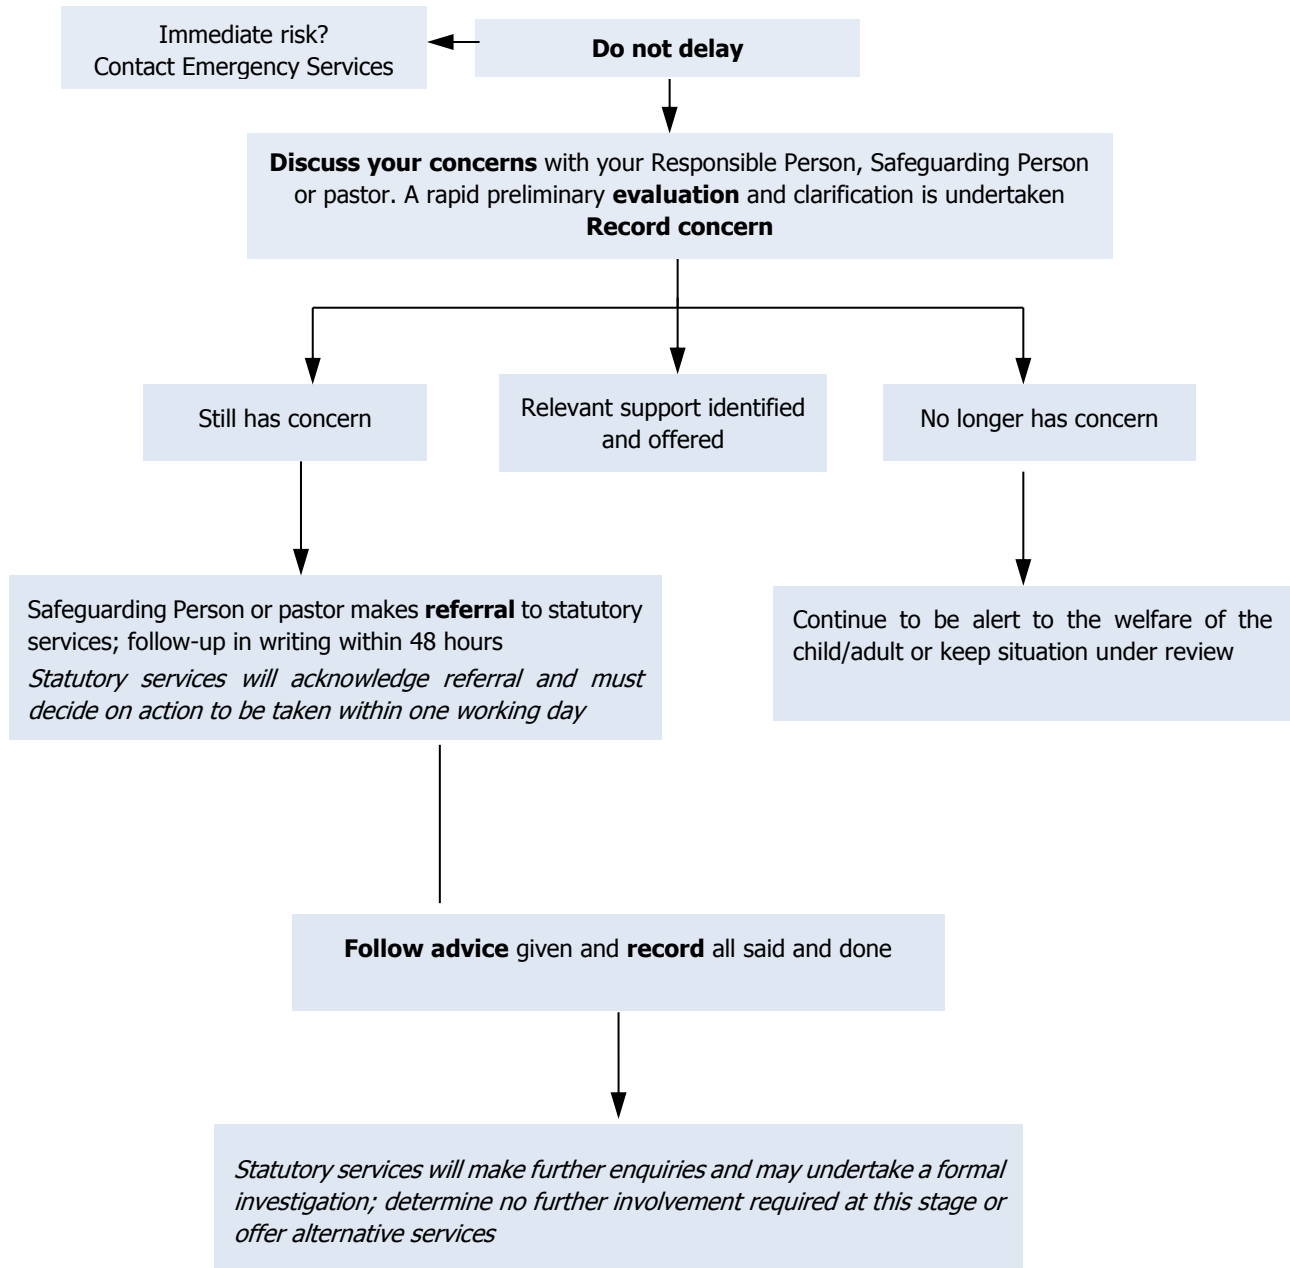 Immediate risk?
Contact Emergency Services
Do not delay
Discuss your concerns with your Responsible Person, Safeguarding Person
or pastor. A rapid preliminary evaluation and clarification is undertaken
Record concern
Still has concern
Relevant support identified
and offered
No longer has concern
Safeguarding Person or pastor makes referral to statutory
services; follow-up in writing within 48 hours
Statutory services will acknowledge referral and must
decide on action to be taken within one working day
Continue to be alert to the welfare of the
child/adult or keep situation under review
Follow advice given and record all said and done
Statutory services will make further enquiries and may undertake a formal
investigation; determine no further involvement required at this stage or
offer alternative services